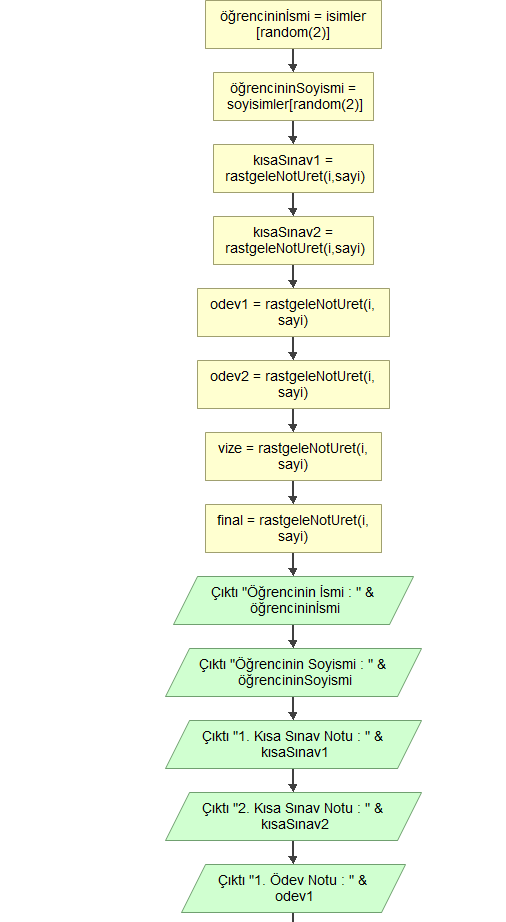 öğrencininİsmi = isimler
[random(2)]
öğrencininSoyismi =
soyisimler[random(2)]
kısaSınav1 =
rastgeleNotUret(i,sayi)
kısaSınav2 =
rastgeleNotUret(i,sayi)
odev1 = rastgeleNotUret(i,
sayi)
odev2 = rastgeleNotUret(i,
sayi)
vize = rastgeleNotUret(i,
sayi)
final = rastgeleNotUret(i,
sayi)
Çıktı "Öğrencinin İsmi : " &
öğrencininİsmi
Çıktı "Öğrencinin Soyismi : " &
öğrencininSoyismi
Çıktı "1. Kısa Sınav Notu : " &
kısaSınav1
Çıktı "2. Kısa Sınav Notu : " &
kısaSınav2
Çıktı "1. Ödev Notu : " &
odev1